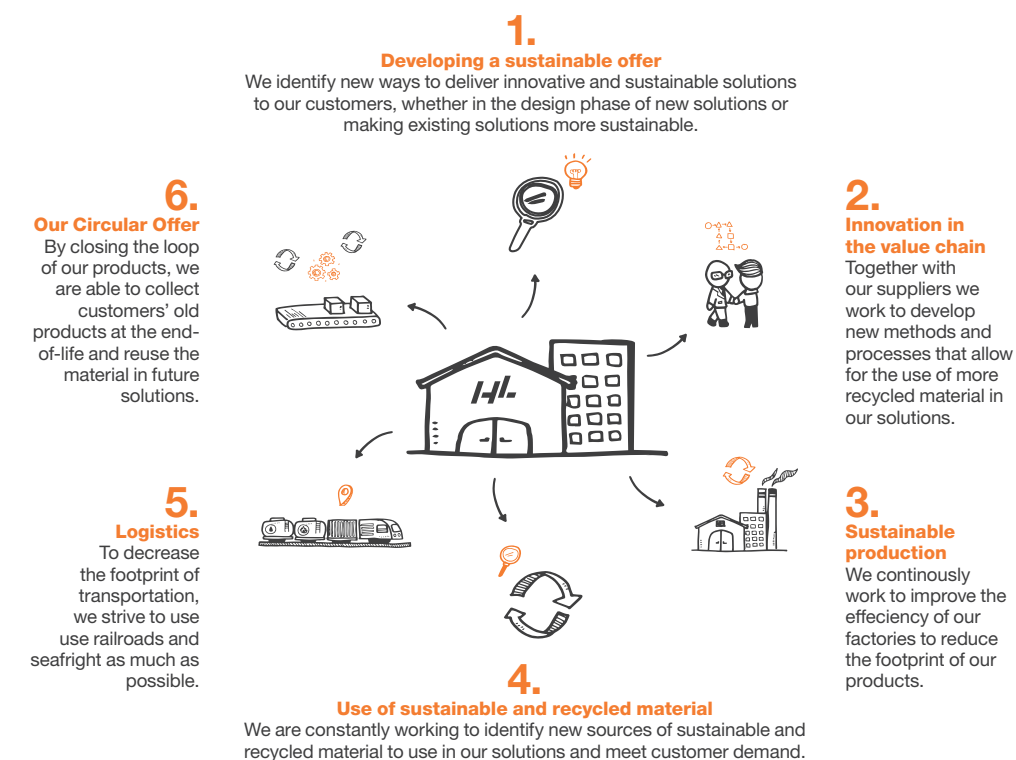 1.
Developing a sustainable offer
We identify new ways to deliver innovative and sustainable solutions
to our customers, whether in the design phase of new solutions or
making existing solutions more sustainable.
2.
Innovation in
the value chain
Together with
our suppliers we
work to develop
new methods and
processes that allow
for the use of more
recycled material in
our solutions.
3.
Sustainable
production
We continously
work to improve the
effeciency of our
factories to reduce
the footprint of our
products.
4.
Use of sustainable and recycled material
We are constantly working to identify new sources of sustainable and
recycled material to use in our solutions and meet customer demand.
5.
Logistics
To decrease
the footprint of
transportation,
we strive to use
use railroads and
seafright as much as
possible.
6.
Our Circular Offer
By closing the loop
of our products, we
are able to collect
customers’ old
products at the end-
of-life and reuse the
material in future
solutions.
HL